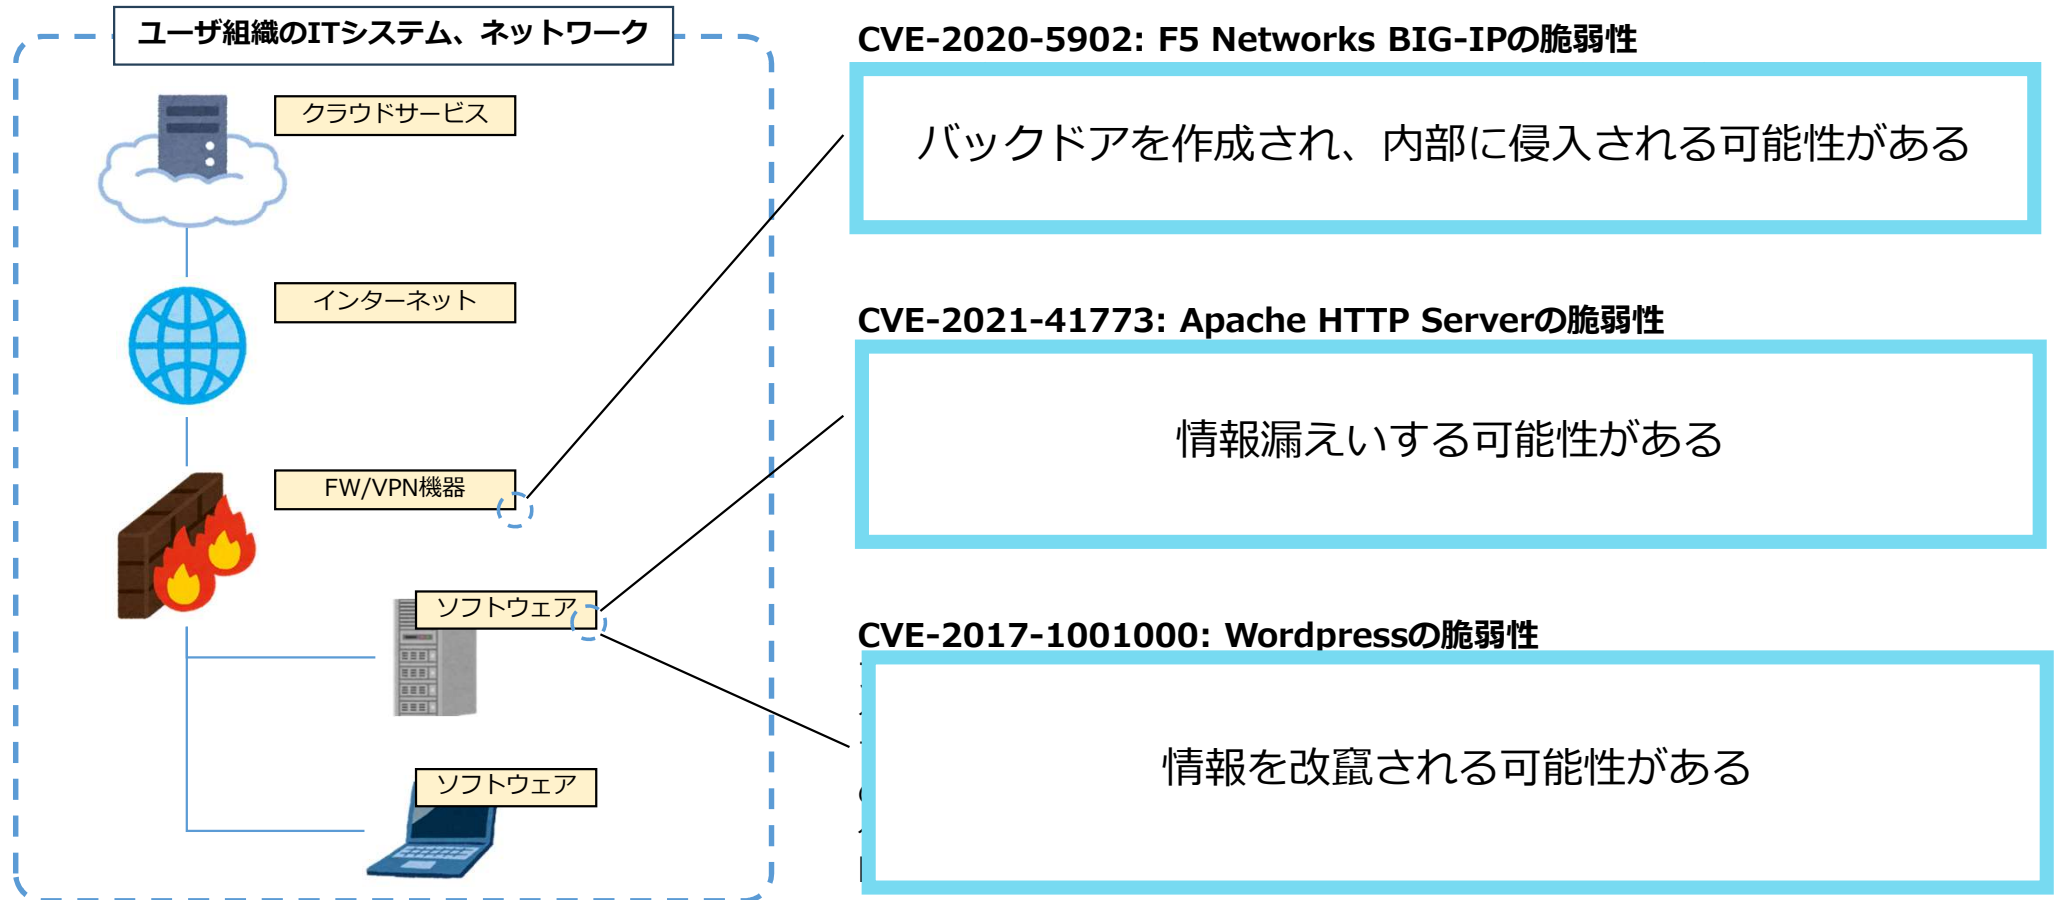 ユーザ組織のITシステム、ネットワーク
クラウドサービス
インターネット
FW/VPN機器
ソフトウェア
ソフトウェア
CVE-2020-5902: F5 Networks BIG-IPの脆弱性
バックドアを作成され、内部に侵入される可能性がある
CVE-2021-41773: Apache HTTP Serverの脆弱性
情報漏えいする可能性がある
CVE-2017-1001000: Wordpressの脆弱性
情報を改竄される可能性がある